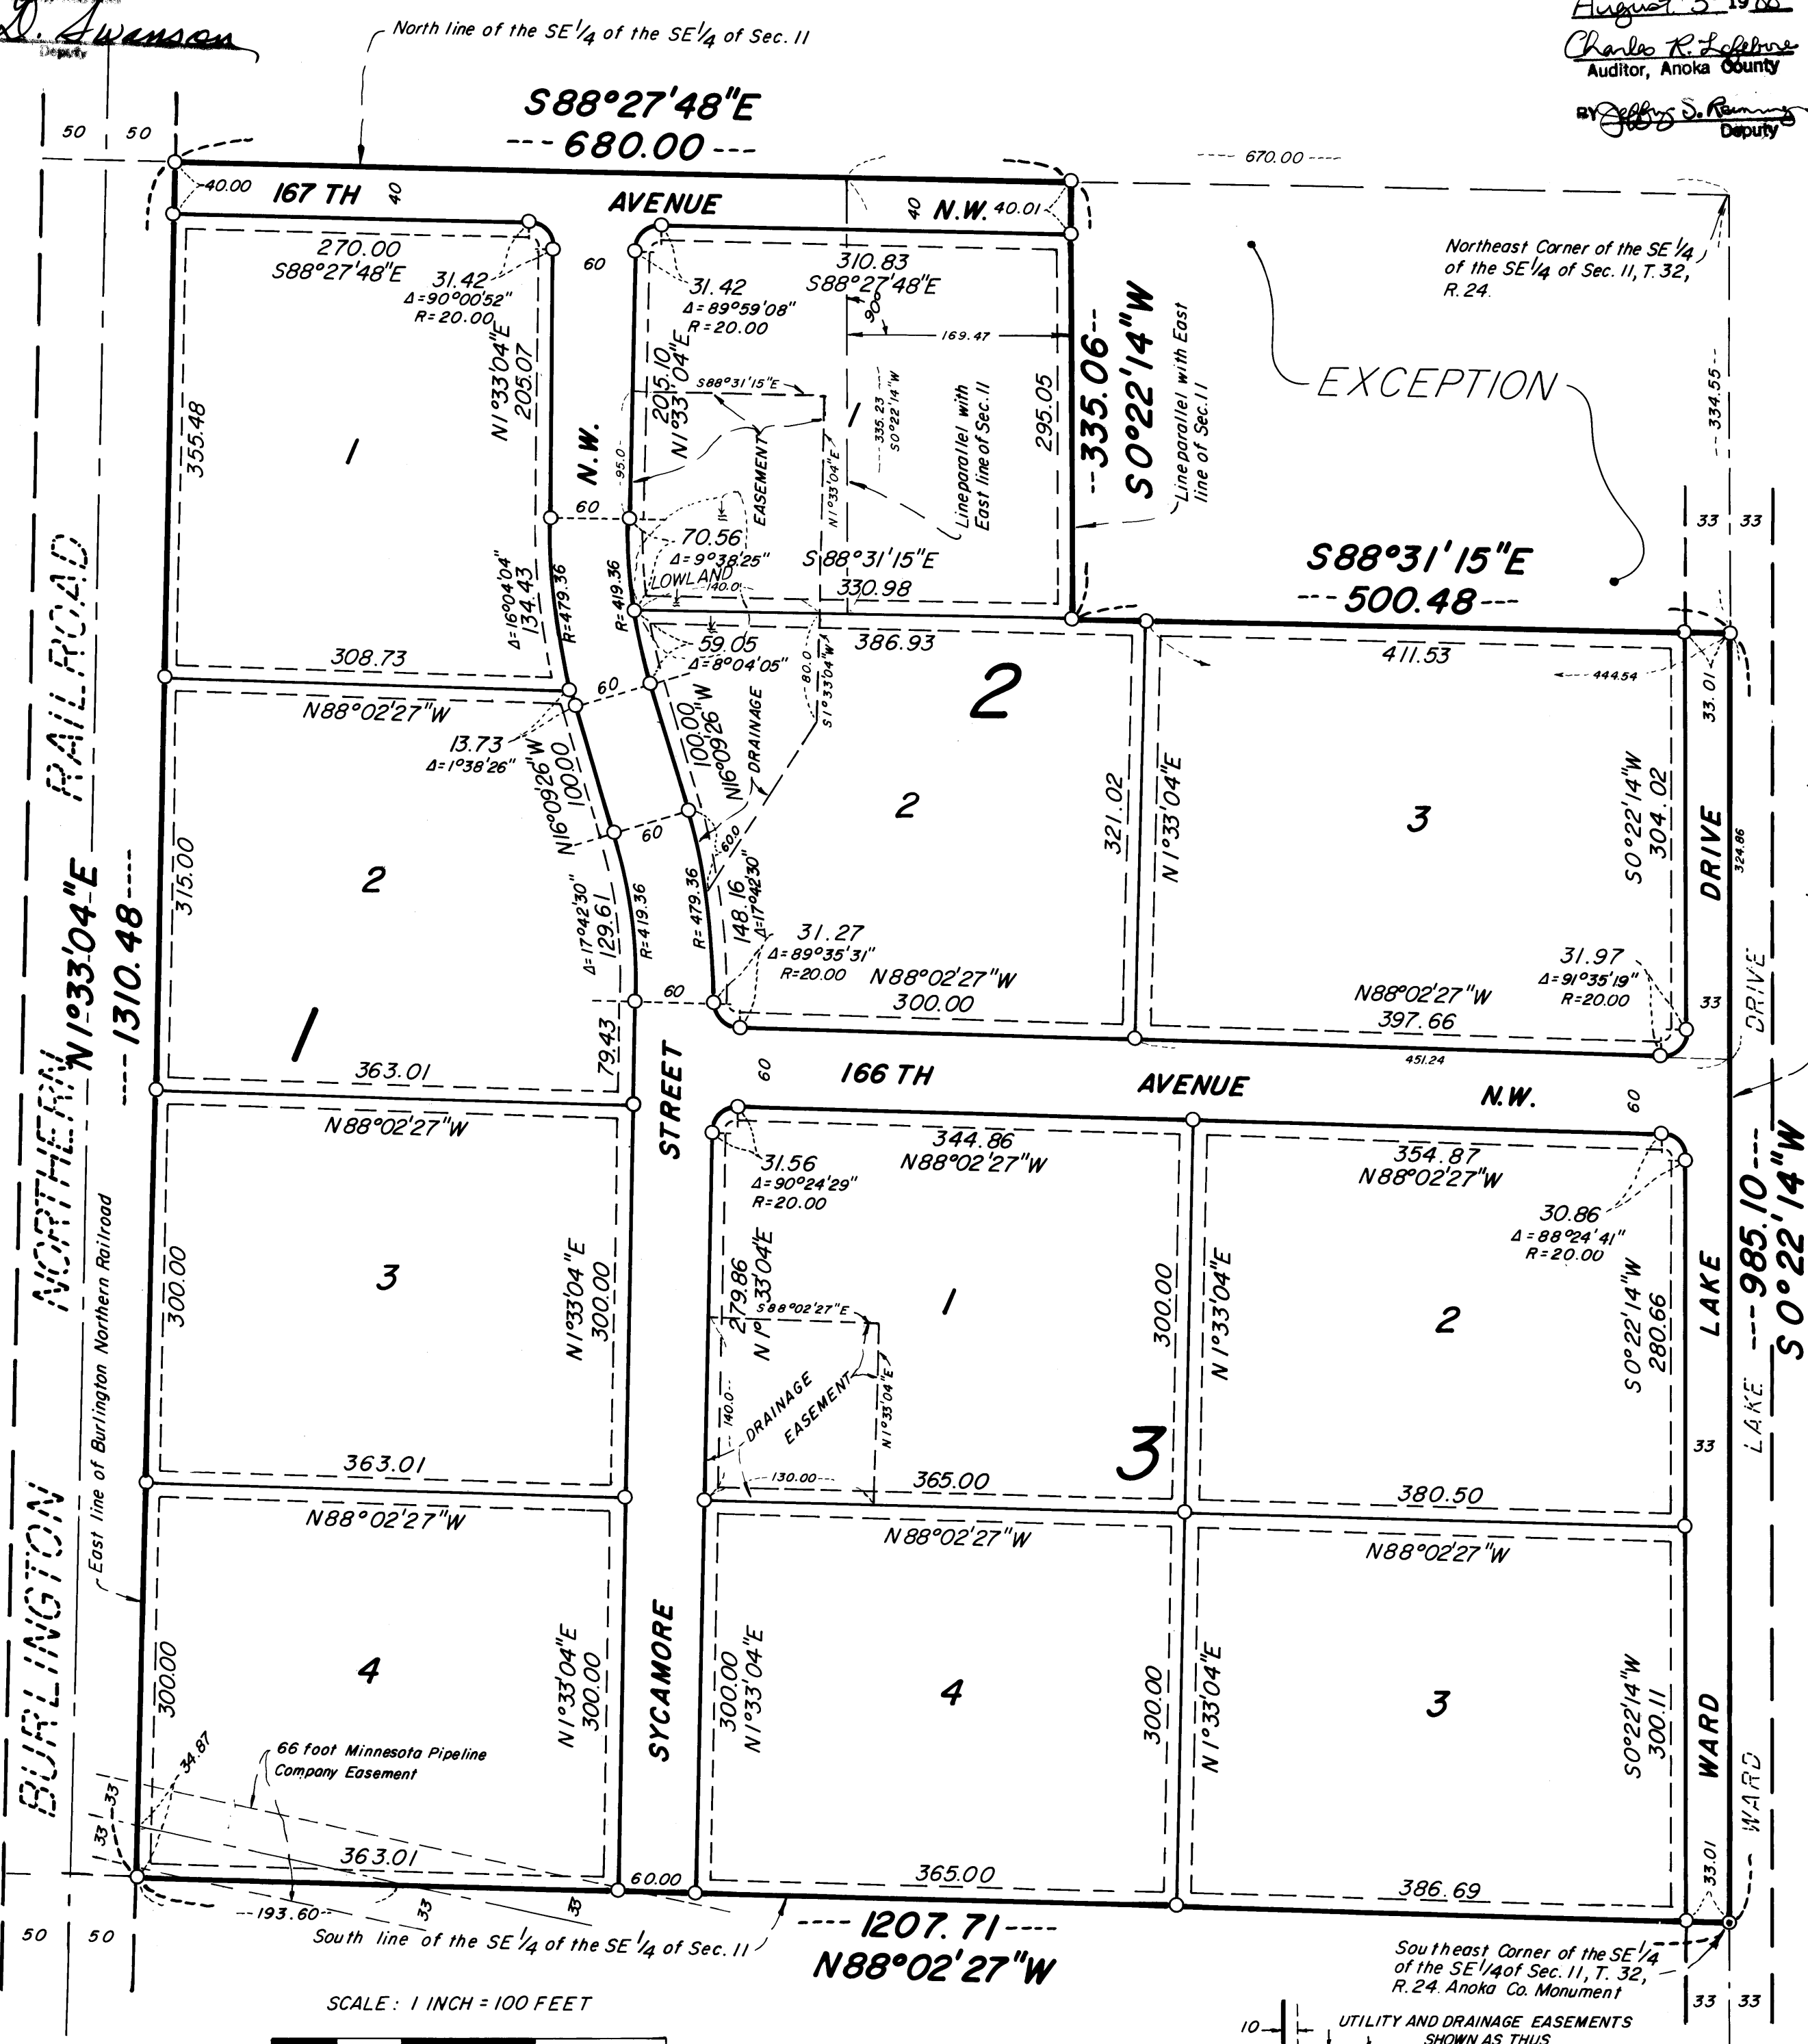 D. Swanson
Deputy
North line of the SE 1/4 of the SE 1/4 of Sec. 11
August 5 19
Charles R. Lefebvre
Auditor, Anoka County
BY
Deputy
50 50
S88°27'48"E
---680.00---
----670.00----
40.00
167 TH
40
AVENUE
40
N.W.
40.01
270.00
S88°27'48"E
31.42
Δ=90°00'52"
R=20.00
60
31.42
Δ=89°59'08"
R=20.00
310.83
S88°27'48"E
90°
169.47
Northeast Corner of the SE 1/4
of the SE 1/4 of Sec. 11, T. 32,
R. 24.
EXCEPTION
--334.55--
N1°33'04"E
205.07
205.10
N1°33'04"E
S88°31'15"E
--335.23--
S0°22'14"W
1
Line parallel with
East line of Sec. 11
295.05
--335.06--
S0°22'14"W
Line parallel with East
line of Sec. 11
355.48
1
N.W.
95.0
EASEMENT
N1°33'04"E
60
70.56
Δ=9°38'25"
LOWLAND
140.0
S88°31'15"E
330.98
33 33
S88°31'15"E
---500.48---
Δ=16°04'04"
134.43
R=479.36
R=419.36
308.73
N88°02'27"W
59.05
Δ=8°04'05"
386.93
2
411.53
444.54
33.01
60
80.0
S1°33'04"W
13.73
Δ=1°38'26"
N16°09'26"W
100.00
100.00
N16°09'26"W
DRAINAGE
RAILROAD
60
60.0
2
321.02
N1°33'04"E
3
S0°22'14"W
304.02
DRIVE
324.86
N1°33'04"E
----1310.48----
315.00
2
Δ=17°42'30"
129.61
R=419.36
R=479.36
148.16
Δ=17°42'30"
31.27
Δ=89°35'31"
R=20.00
N88°02'27"W
300.00
N88°02'27"W
397.66
31.97
Δ=91°35'19"
R=20.00
33
DRIVE
60
1
79.43
363.01
N88°02'27"W
STREET
60
166 TH
AVENUE
N.W.
451.24
60
344.86
N88°02'27"W
354.87
N88°02'27"W
31.56
Δ=90°24'29"
R=20.00
30.86
Δ=88°24'41"
R=20.00
NORTHERN
East line of Burlington Northern Railroad
300.00
3
N1°33'04"E
300.00
279.86
N1°33'04"E
S88°02'27"E
N1°33'04"E
1
300.00
N1°33'04"E
2
S0°22'14"W
280.66
LAKE
LAKE
---985.10---
S0°22'14"W
140.0
DRAINAGE
EASEMENT
3
33
363.01
N88°02'27"W
130.00
365.00
N88°02'27"W
380.50
N88°02'27"W
BURLINGTON
300.00
4
N1°33'04"E
300.00
SYCAMORE
300.00
N1°33'04"E
4
300.00
N1°33'04"E
3
S0°22'14"W
300.11
WARD
WARD
34.87
66 foot Minnesota Pipeline
Company Easement
33
33
363.01
60.00
365.00
386.69
33.01
--193.60--
33
33
----1207.71----
N88°02'27"W
50 50
South line of the SE 1/4 of the SE 1/4 of Sec. 11
Southeast Corner of the SE 1/4
of the SE 1/4 of Sec. 11, T. 32,
R. 24. Anoka Co. Monument
33 33
SCALE: 1 INCH = 100 FEET
10
UTILITY AND DRAINAGE EASEMENTS
SHOWN AS THUS